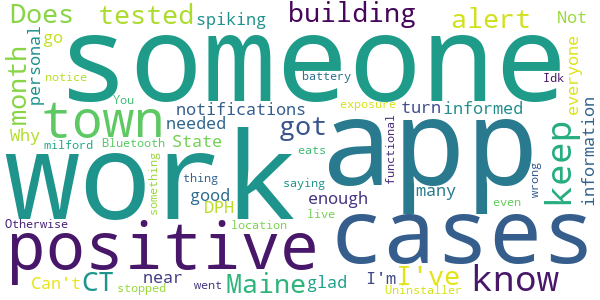 Does tested spiking building alert Not
go someone everyone
month personal
notice battery Idk
town You notifications exposure turn informed
Why needed got
milford Bluetooth State functional keep information
work app
something thing eats saying enough many wrong
good
DPH live even
Otherwise location cases
positive
near Maine glad I'm I've know
Can't CT stopped went Uninstaller